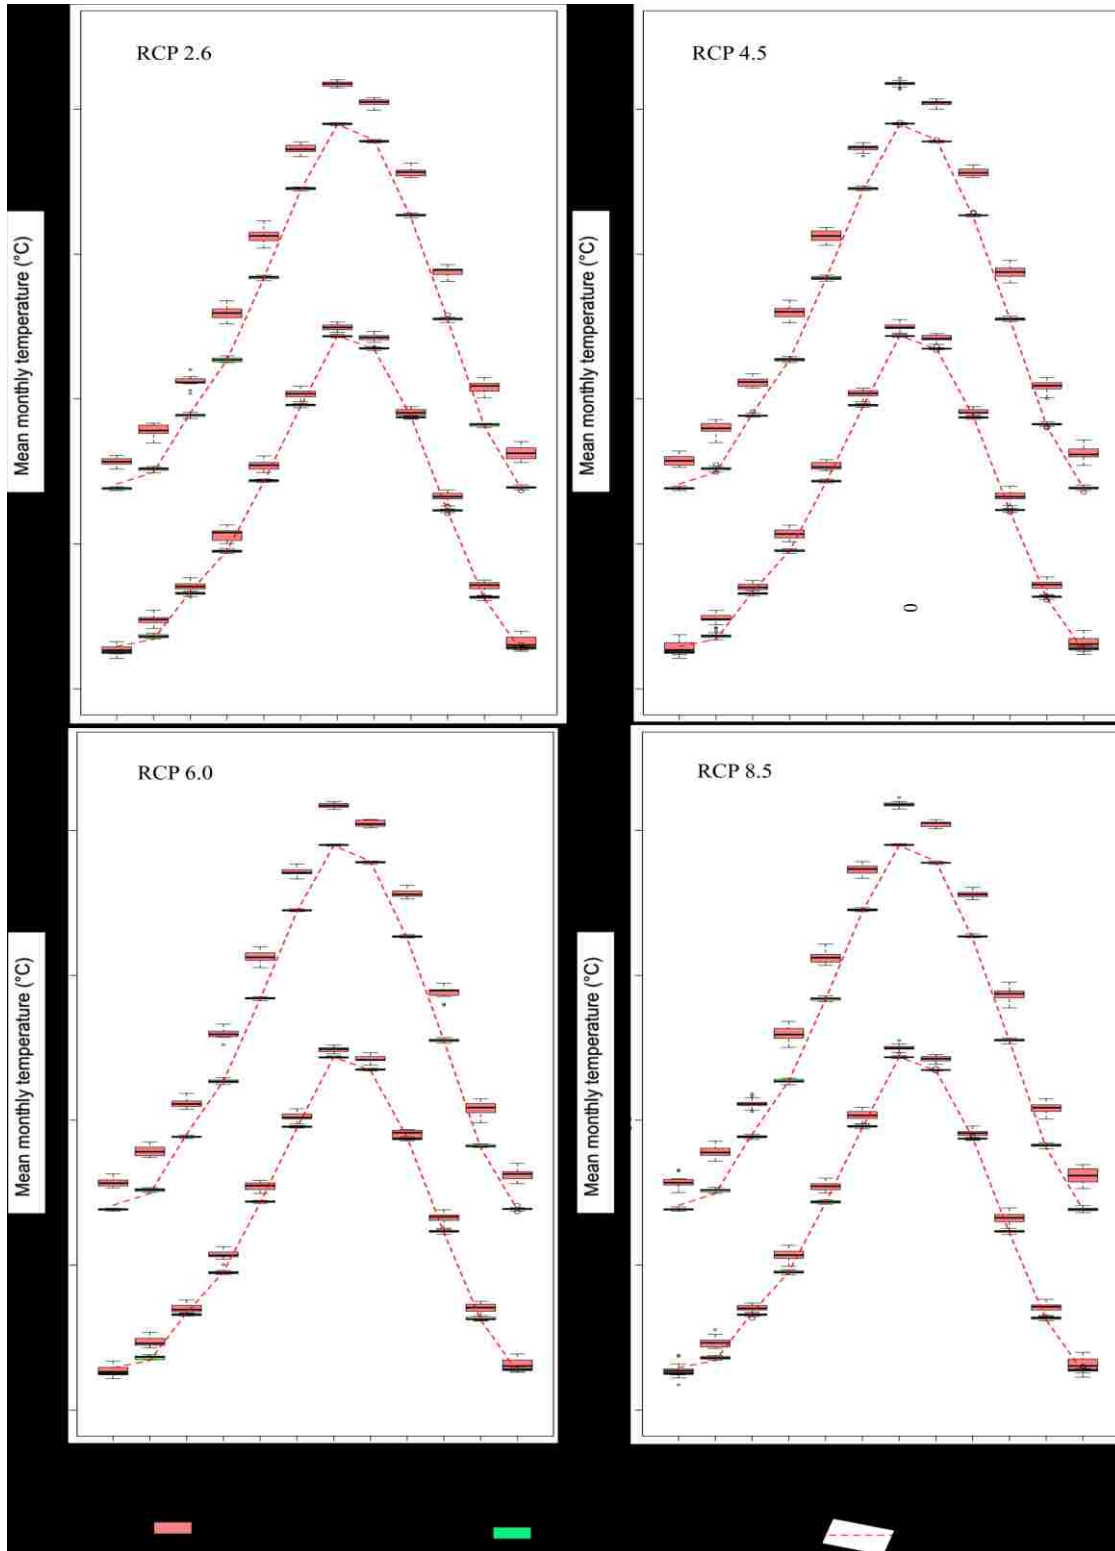 RCP 2.6
RCP 4.5
Mean monthly temperature (°C)
Mean monthly temperature (°C)
0
RCP 6.0
RCP 8.5
Mean monthly temperature (°C)
Mean monthly temperature (°C)